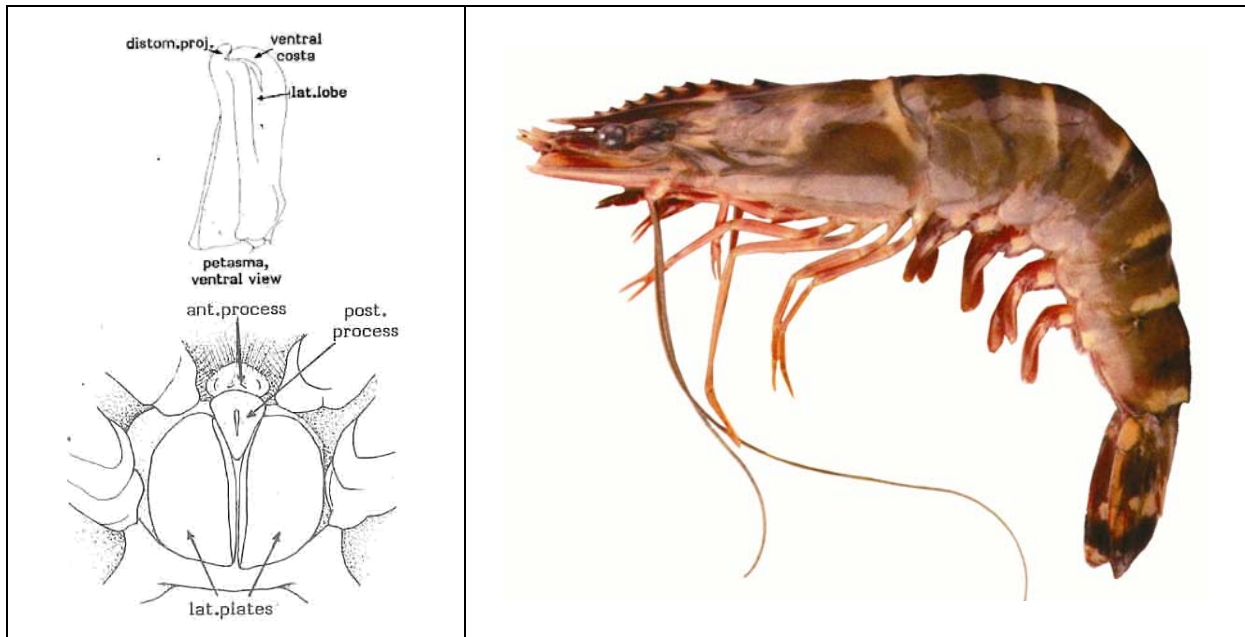 distom.proj.
ventral
costa
lat.lobe
petasma,
ventral view
ant.process
post.
process
lat.plates